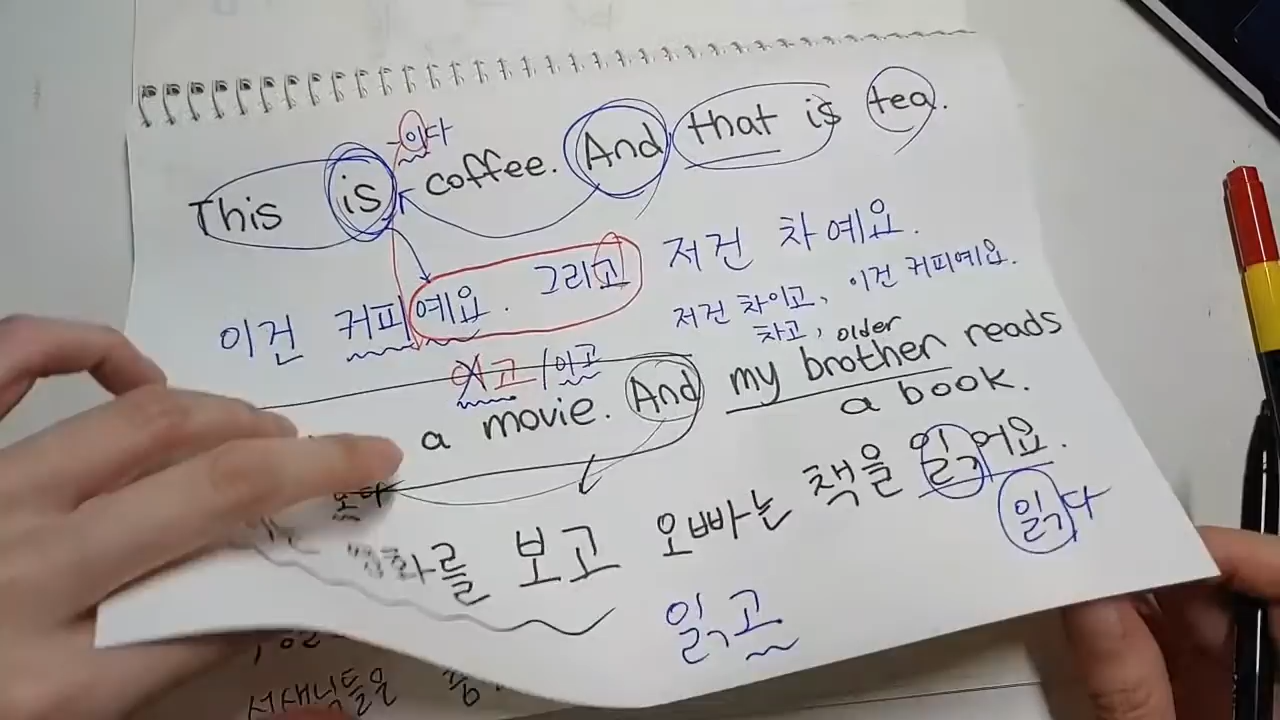 -이다
This is coffee. And that is tea.
이건 커피예요. 그리고 저건 차예요.
저건 차이고, 이건 커피예요.
차고, older
이고 / 이고
a movie. And my brother reads
a book.
보다
영화를 보고 오빠는 책을 읽어요.
읽다
읽고